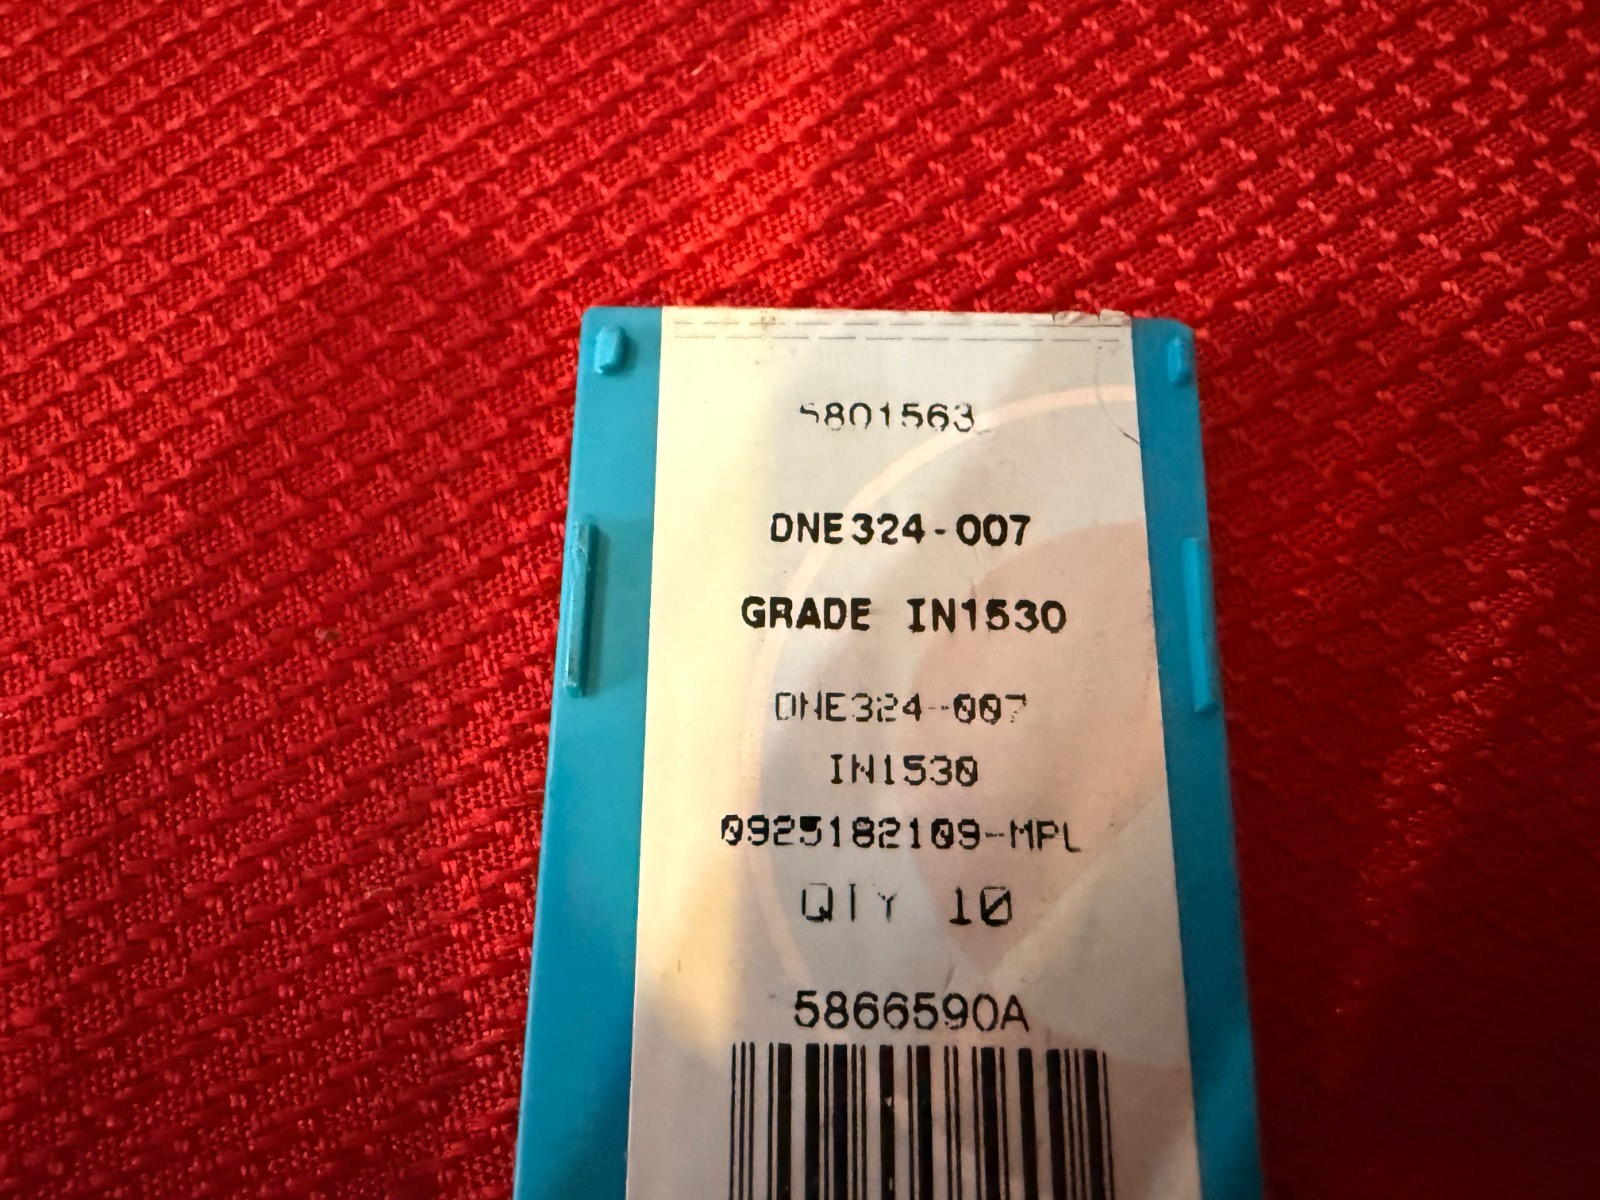 5801563
DNE324-007
GRADE IN1530
DNE324-007
IN1530
0925182109-MPL
QTY 10
5866590A